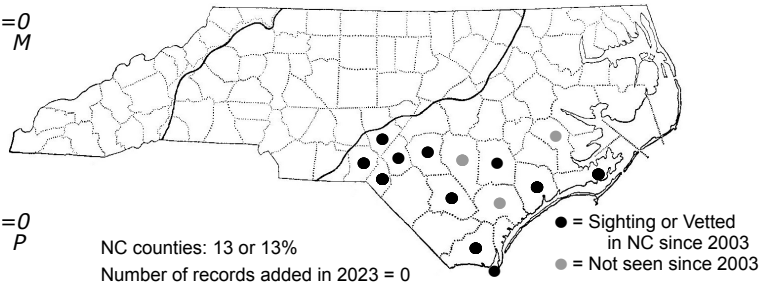 =0
M
=0
P
NC counties: 13 or 13%
Number of records added in 2023 = 0
● = Sighting or Vetted
in NC since 2003
● = Not seen since 2003